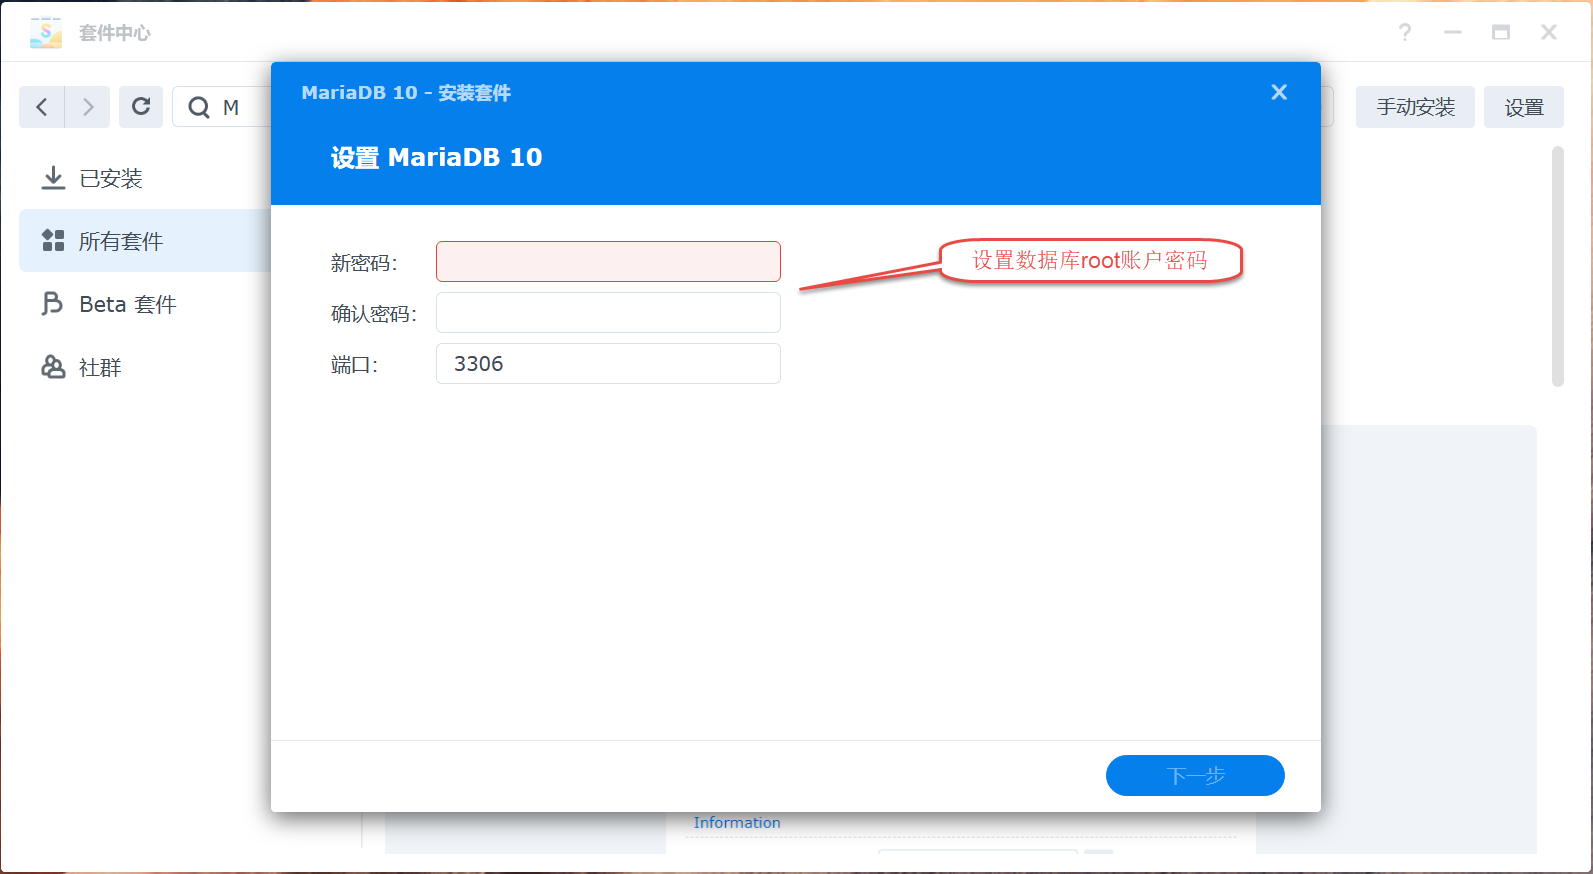 套件中心
MariaDB 10 - 安装套件
M
手动安装
设置
设置 MariaDB 10
已安装
所有套件
Beta 套件
社群
新密码：
设置数据库root账户密码
确认密码：
端口：
3306
下一步
Information